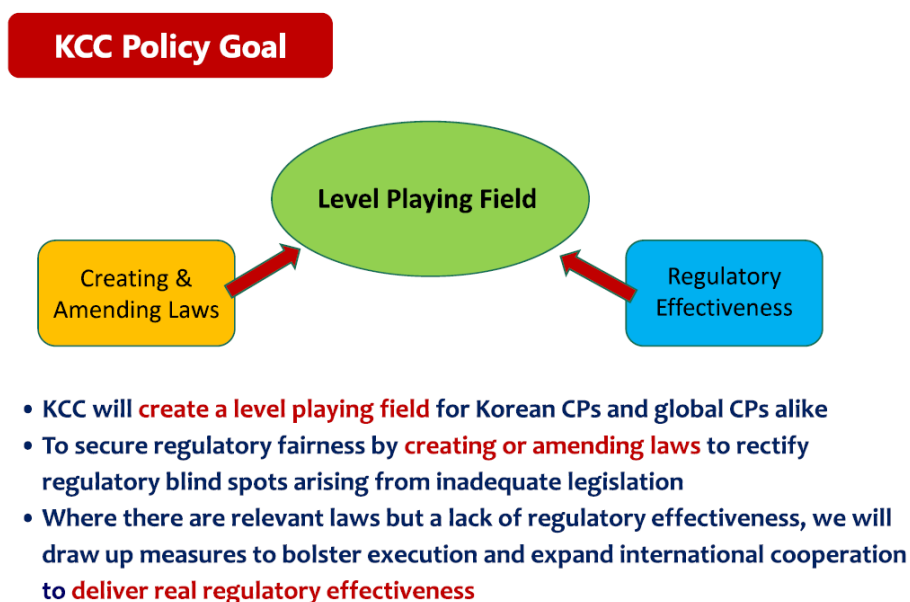 KCC Policy Goal
Level Playing Field
Creating &
Amending Laws
Regulatory
Effectiveness
• KCC will create a level playing field for Korean CPs and global CPs alike
• To secure regulatory fairness by creating or amending laws to rectify
regulatory blind spots arising from inadequate legislation
• Where there are relevant laws but a lack of regulatory effectiveness, we will
draw up measures to bolster execution and expand international cooperation
to deliver real regulatory effectiveness